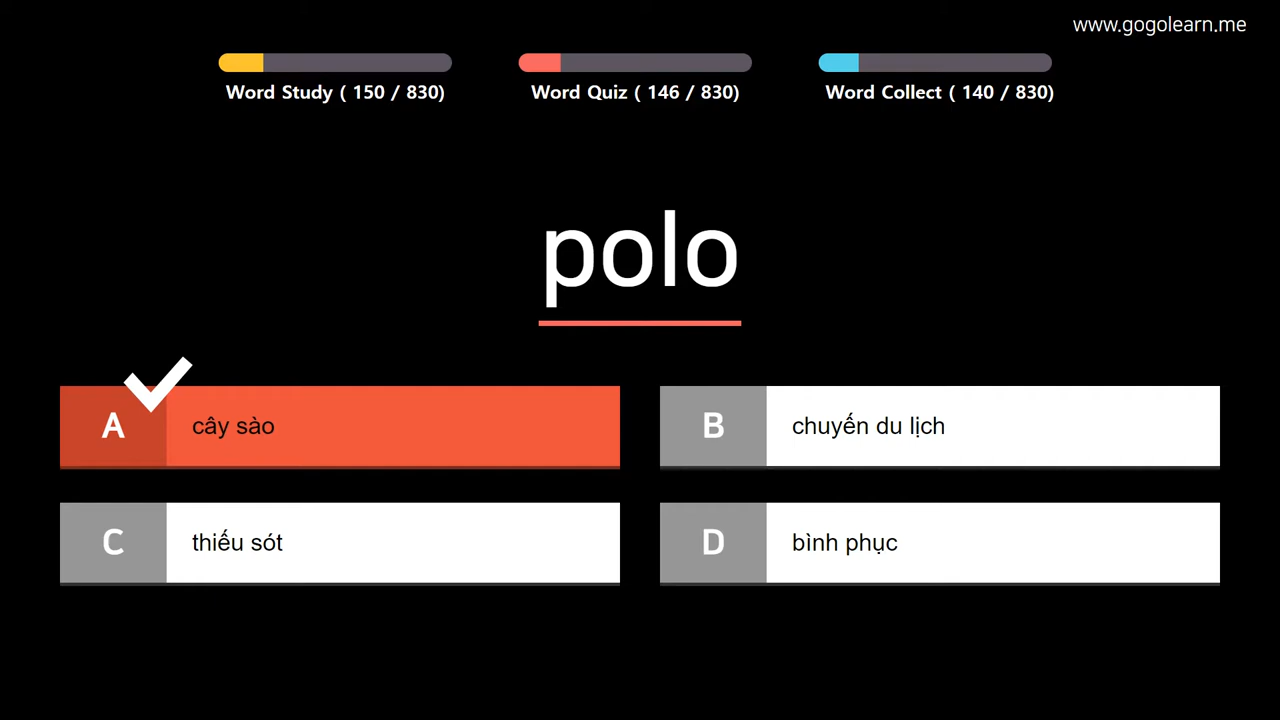 www.gogolearn.me
Word Study ( 150 / 830)
Word Quiz ( 146 / 830)
Word Collect ( 140 / 830)
polo
A
cây sào
B
chuyến du lịch
C
thiếu sót
D
bình phục